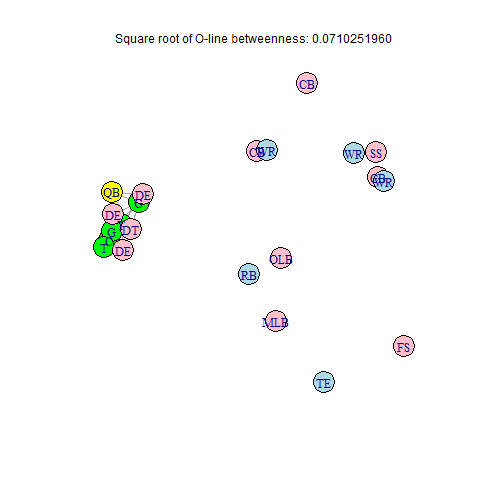 Square root of O-line betweenness: 0.0710251960
CB
CB
WR
WR
SS
CB
WR
QB
DE
G
DE
G
DT
T
DE
OLB
RB
MLB
FS
TE